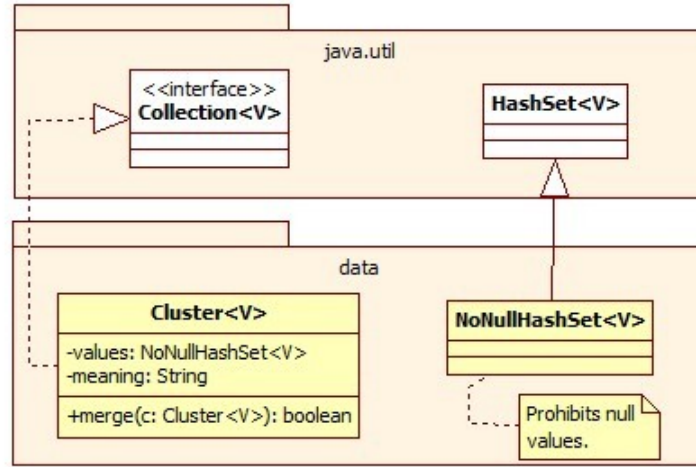 java.util
<<interface>>
Collection<V>
HashSet<V>
data
Cluster<V>
-values: NoNullHashSet<V>
-meaning: String
+merge(c: Cluster<V>): boolean
NoNullHashSet<V>
Prohibits null
values.